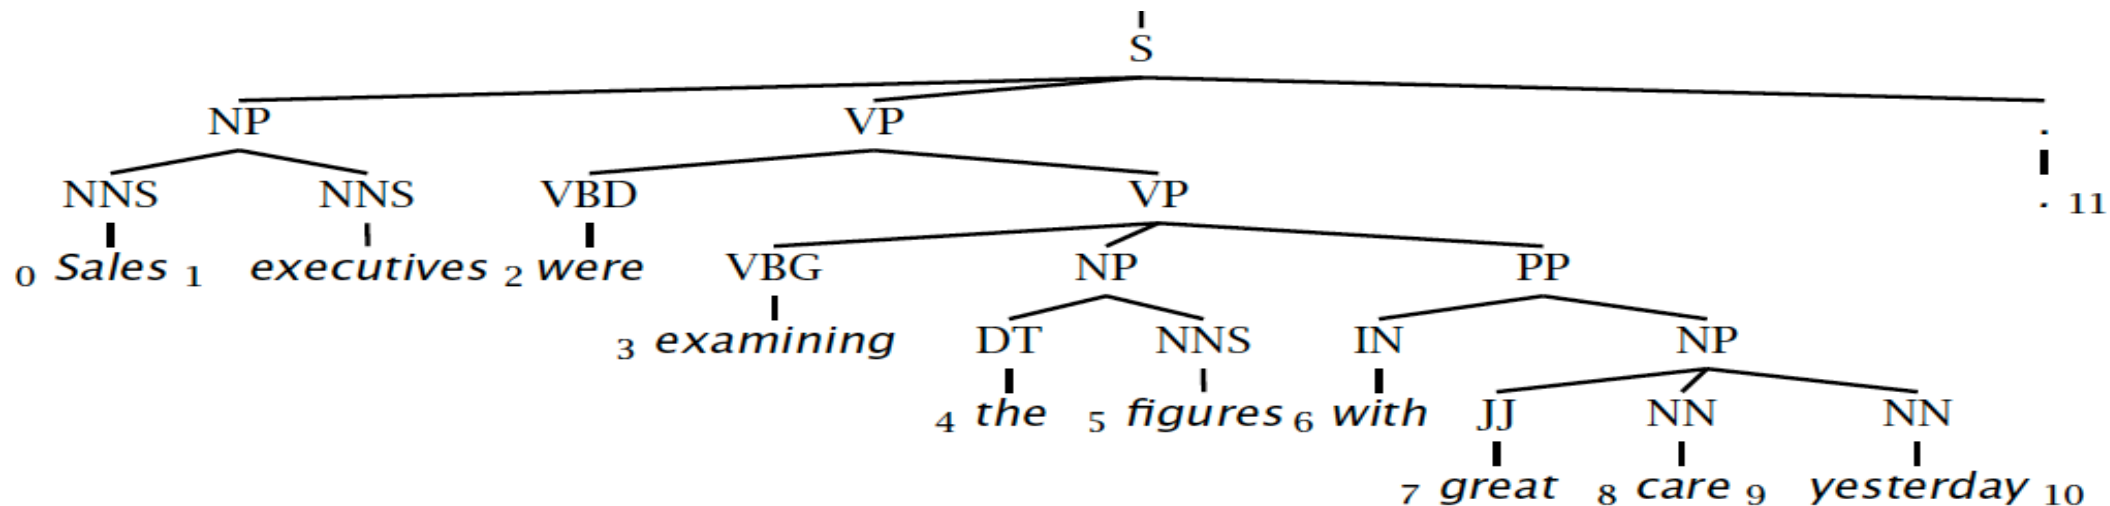 S
NP VP .
NNS NNS VBD VP . 11
0 Sales 1 executives 2 were VBG NP PP
3 examining DT NNS IN NP
4 the 5 figures 6 with JJ NN NN
7 great 8 care 9 yesterday 10